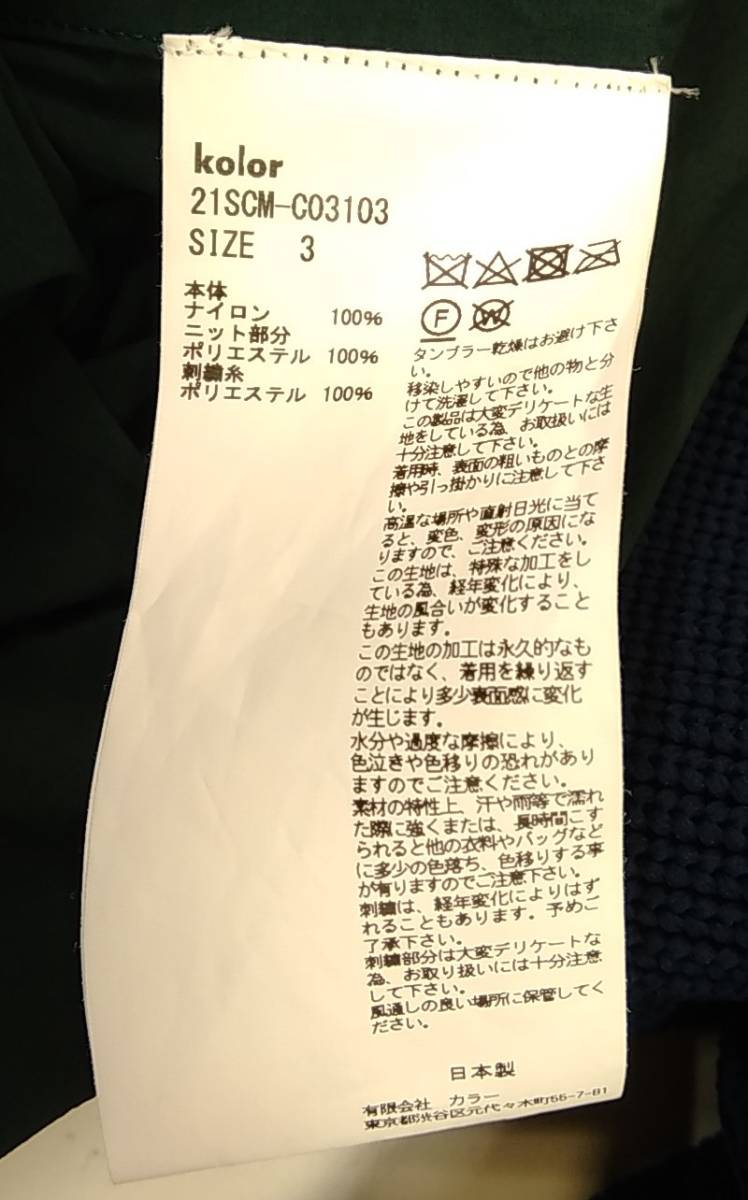 kolor
21SCM-C03103
SIZE 3
本体
ナイロン 100%
ニット部分
ポリエステル 100%
刺繍糸
ポリエステル 100%
F
W
タンブラー乾燥はお避け下さ
い。
移染しやすいので他の物と分
けて洗濯して下さい。
この製品は大変デリケートな生
地をしている為、お取扱いには
十分注意して下さい。
着用時、表面の粗いものとの摩
擦や引っ掛かりに注意して下さ
い。
高温な場所や直射日光に当て
ると、変色、変形の原因にな
りますので、ご注意ください。
この生地は、特殊な加工をし
ている為、経年変化により、
生地の風合いが変化すること
もあります。
この生地の加工は永久的なも
のではなく、着用を繰り返す
ことにより多少表面感に変化
が生じます。
水分や過度な摩擦により、
色泣きや色移りの恐れがあり
ますのでご注意ください。
素材の特性上、汗や雨等で濡れ
た際に強くまたは、長時間こす
られると他の衣料やバッグなど
に多少の色落ち、色移りする事
が有りますのでご注意下さい。
刺繍は、経年変化によりはず
れることもあります。予めご
了承下さい。
刺繍部分は大変デリケートな
為、お取り扱いには十分注意
して下さい。
風通しの良い場所に保管してく
ださい。
日本製
有限会社 カラー
東京都渋谷区元代々木町55-7-B1